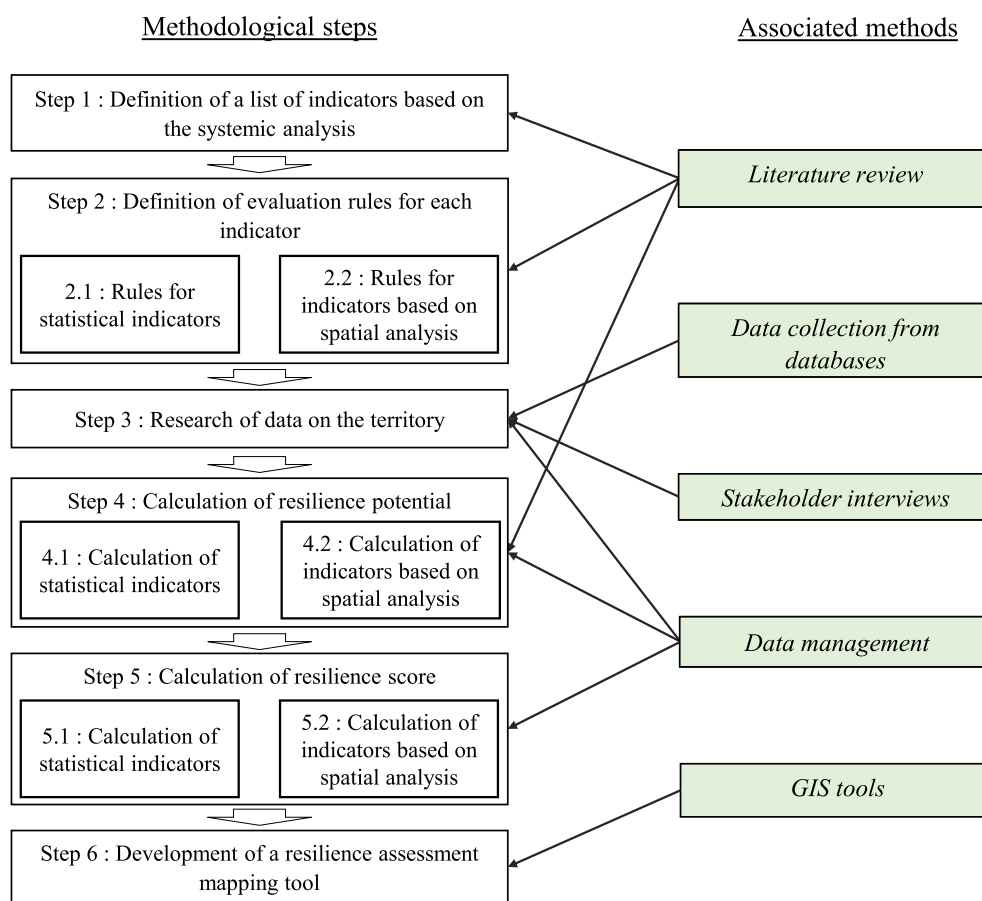 Methodological steps
Associated methods
Step 1 : Definition of a list of indicators based on
the systemic analysis
Step 2 : Definition of evaluation rules for each
indicator
2.1 : Rules for
statistical indicators
2.2 : Rules for
indicators based on
spatial analysis
Step 3 : Research of data on the territory
Step 4 : Calculation of resilience potential
4.1 : Calculation of
statistical indicators
4.2 : Calculation of
indicators based on
spatial analysis
Step 5 : Calculation of resilience score
5.1 : Calculation of
statistical indicators
5.2 : Calculation of
indicators based on
spatial analysis
Step 6 : Development of a resilience assessment
mapping tool
Literature review
Data collection from
databases
Stakeholder interviews
Data management
GIS tools